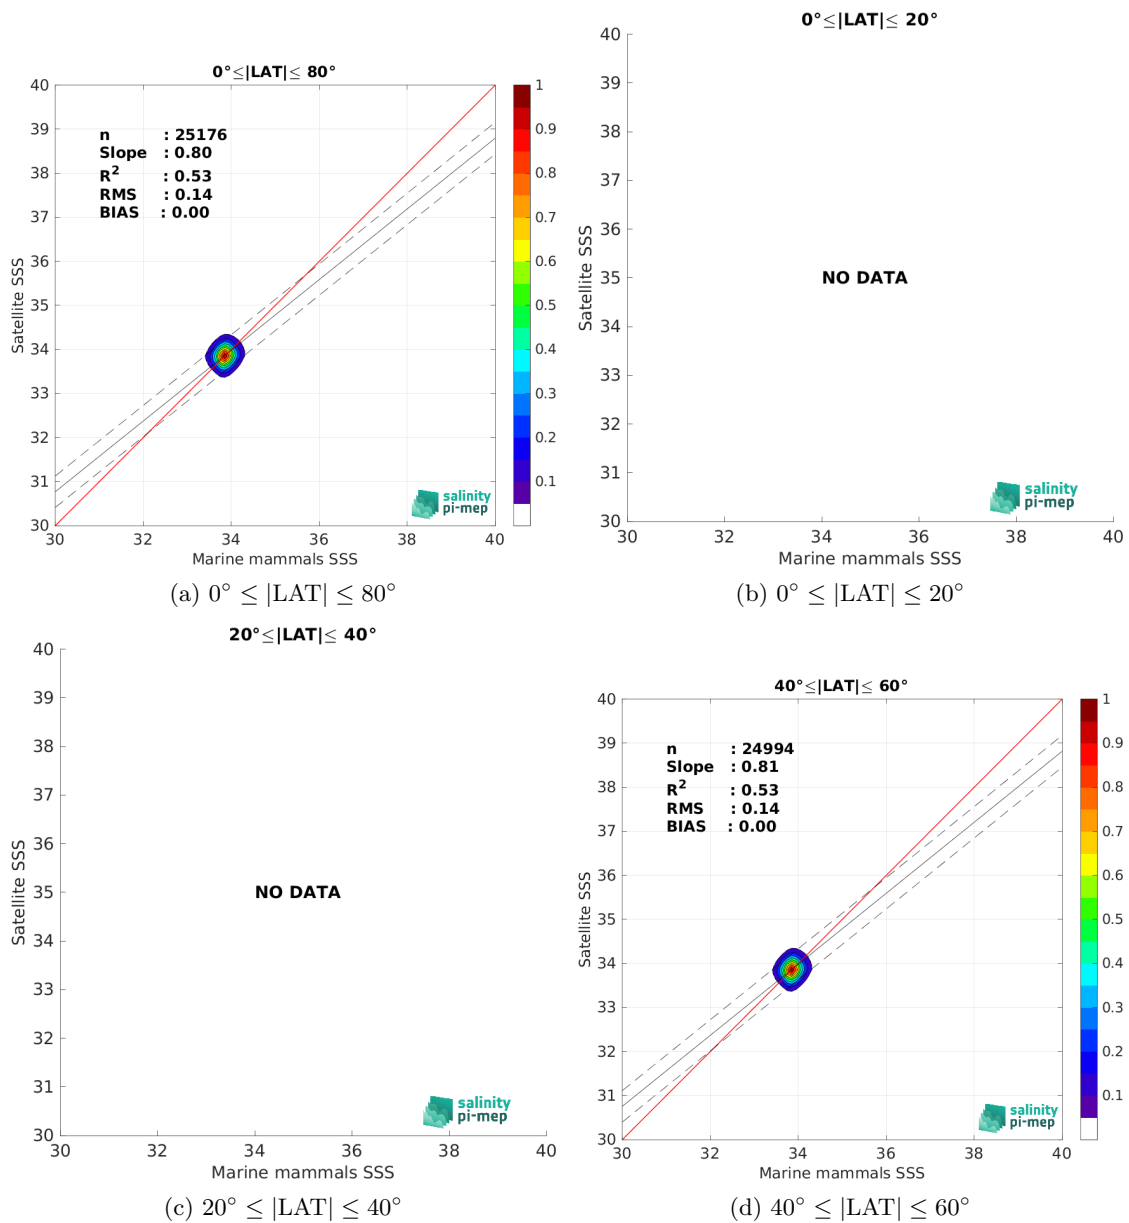 0°≤|LAT|≤ 80°
40
39
38
37
36
35
34
33
32
31
30
30
32
34
36
38
40
Satellite SSS
Marine mammals SSS
n : 25176
Slope : 0.80
R² : 0.53
RMS : 0.14
BIAS : 0.00
1
0.9
0.8
0.7
0.6
0.5
0.4
0.3
0.2
0.1
salinity
pi-mep
(a) 0° ≤ |LAT| ≤ 80°
0°≤|LAT|≤ 20°
40
39
38
37
36
35
34
33
32
31
30
30
32
34
36
38
40
Satellite SSS
Marine mammals SSS
NO DATA
salinity
pi-mep
(b) 0° ≤ |LAT| ≤ 20°
20°≤|LAT|≤ 40°
40
39
38
37
36
35
34
33
32
31
30
30
32
34
36
38
40
Satellite SSS
Marine mammals SSS
NO DATA
salinity
pi-mep
(c) 20° ≤ |LAT| ≤ 40°
40°≤|LAT|≤ 60°
40
39
38
37
36
35
34
33
32
31
30
30
32
34
36
38
40
Satellite SSS
Marine mammals SSS
n : 24994
Slope : 0.81
R² : 0.53
RMS : 0.14
BIAS : 0.00
1
0.9
0.8
0.7
0.6
0.5
0.4
0.3
0.2
0.1
salinity
pi-mep
(d) 40° ≤ |LAT| ≤ 60°